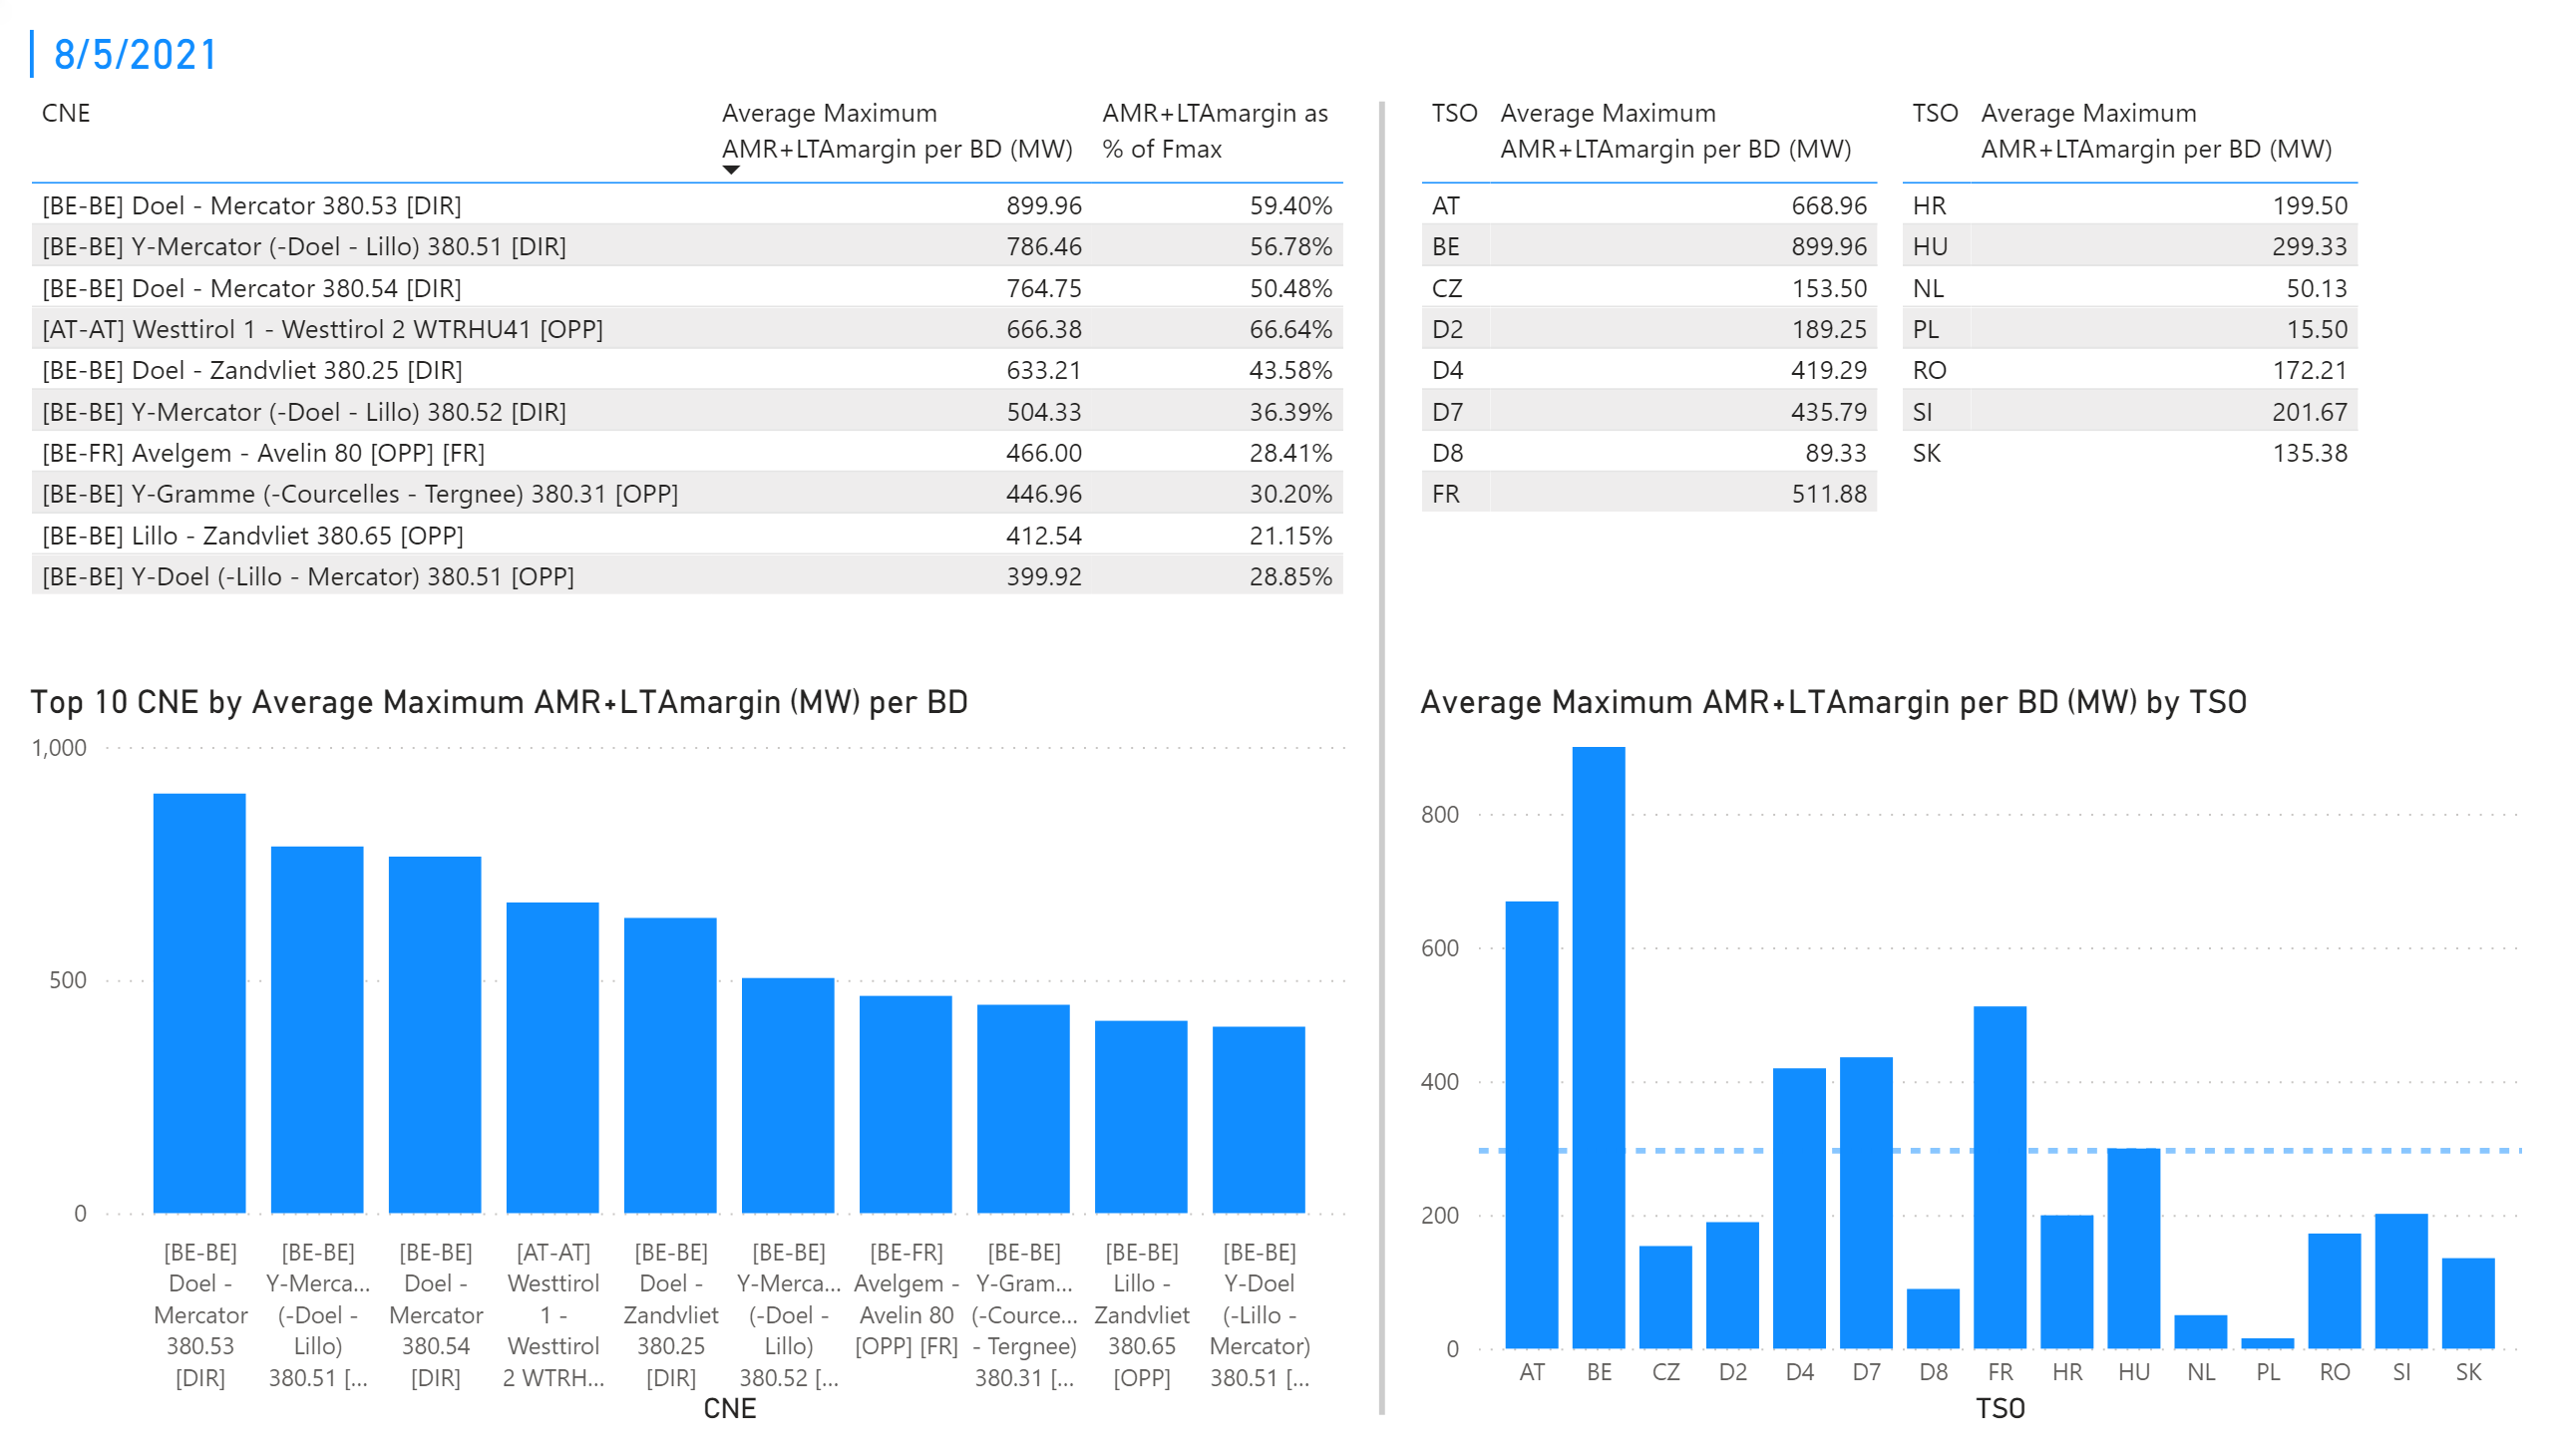 8/5/2021
CNE Average Maximum AMR+LTAmargin per BD (MW) AMR+LTAmargin as % of Fmax
[BE-BE] Doel - Mercator 380.53 [DIR] 899.96 59.40%
[BE-BE] Y-Mercator (-Doel - Lillo) 380.51 [DIR] 786.46 56.78%
[BE-BE] Doel - Mercator 380.54 [DIR] 764.75 50.48%
[AT-AT] Westtirol 1 - Westtirol 2 WTRHU41 [OPP] 666.38 66.64%
[BE-BE] Doel - Zandvliet 380.25 [DIR] 633.21 43.58%
[BE-BE] Y-Mercator (-Doel - Lillo) 380.52 [DIR] 504.33 36.39%
[BE-FR] Avelgem - Avelin 80 [OPP] [FR] 466.00 28.41%
[BE-BE] Y-Gramme (-Courcelles - Tergnee) 380.31 [OPP] 446.96 30.20%
[BE-BE] Lillo - Zandvliet 380.65 [OPP] 412.54 21.15%
[BE-BE] Y-Doel (-Lillo - Mercator) 380.51 [OPP] 399.92 28.85%
TSO Average Maximum AMR+LTAmargin per BD (MW)
AT 668.96
BE 899.96
CZ 153.50
D2 189.25
D4 419.29
D7 435.79
D8 89.33
FR 511.88
TSO Average Maximum AMR+LTAmargin per BD (MW)
HR 199.50
HU 299.33
NL 50.13
PL 15.50
RO 172.21
SI 201.67
SK 135.38
Top 10 CNE by Average Maximum AMR+LTAmargin (MW) per BD
1,000
500
0
[BE-BE] Doel - Mercator 380.53 [DIR]
[BE-BE] Y-Merca... (-Doel - Lillo) 380.51 [...
[BE-BE] Doel - Mercator 380.54 [DIR]
[AT-AT] Westtirol 1 - Westtirol 2 WTRH...
[BE-BE] Doel - Zandvliet 380.25 [DIR]
[BE-BE] Y-Merca... (-Doel - Lillo) 380.52 [...
[BE-FR] Avelgem - Avelin 80 [OPP] [FR]
[BE-BE] Y-Gram... (-Cource... - Tergnee) 380.31 [...
[BE-BE] Lillo - Zandvliet 380.65 [OPP]
[BE-BE] Y-Doel (-Lillo - Mercator) 380.51 [...
CNE
Average Maximum AMR+LTAmargin per BD (MW) by TSO
800
600
400
200
0
AT BE CZ D2 D4 D7 D8 FR HR HU NL PL RO SI SK
TSO